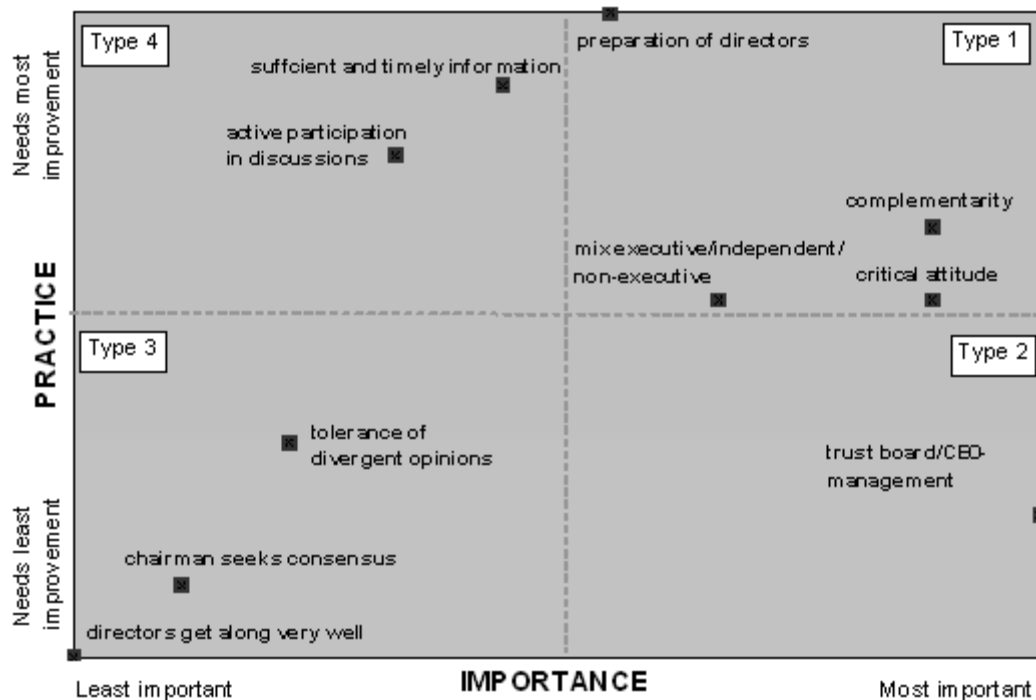 Type 4
Type 1
preparation of directors
suffcient and timely information
active participation
in discussions
complementarity
mix executive/independent/
non-executive
critical attitude
Type 3
Type 2
tolerance of
divergent opinions
trust board/CEO-
management
chairman seeks consensus
directors get along very well
Needs most
improvement
PRACTICE
Needs least
improvement
Least important
IMPORTANCE
Most important